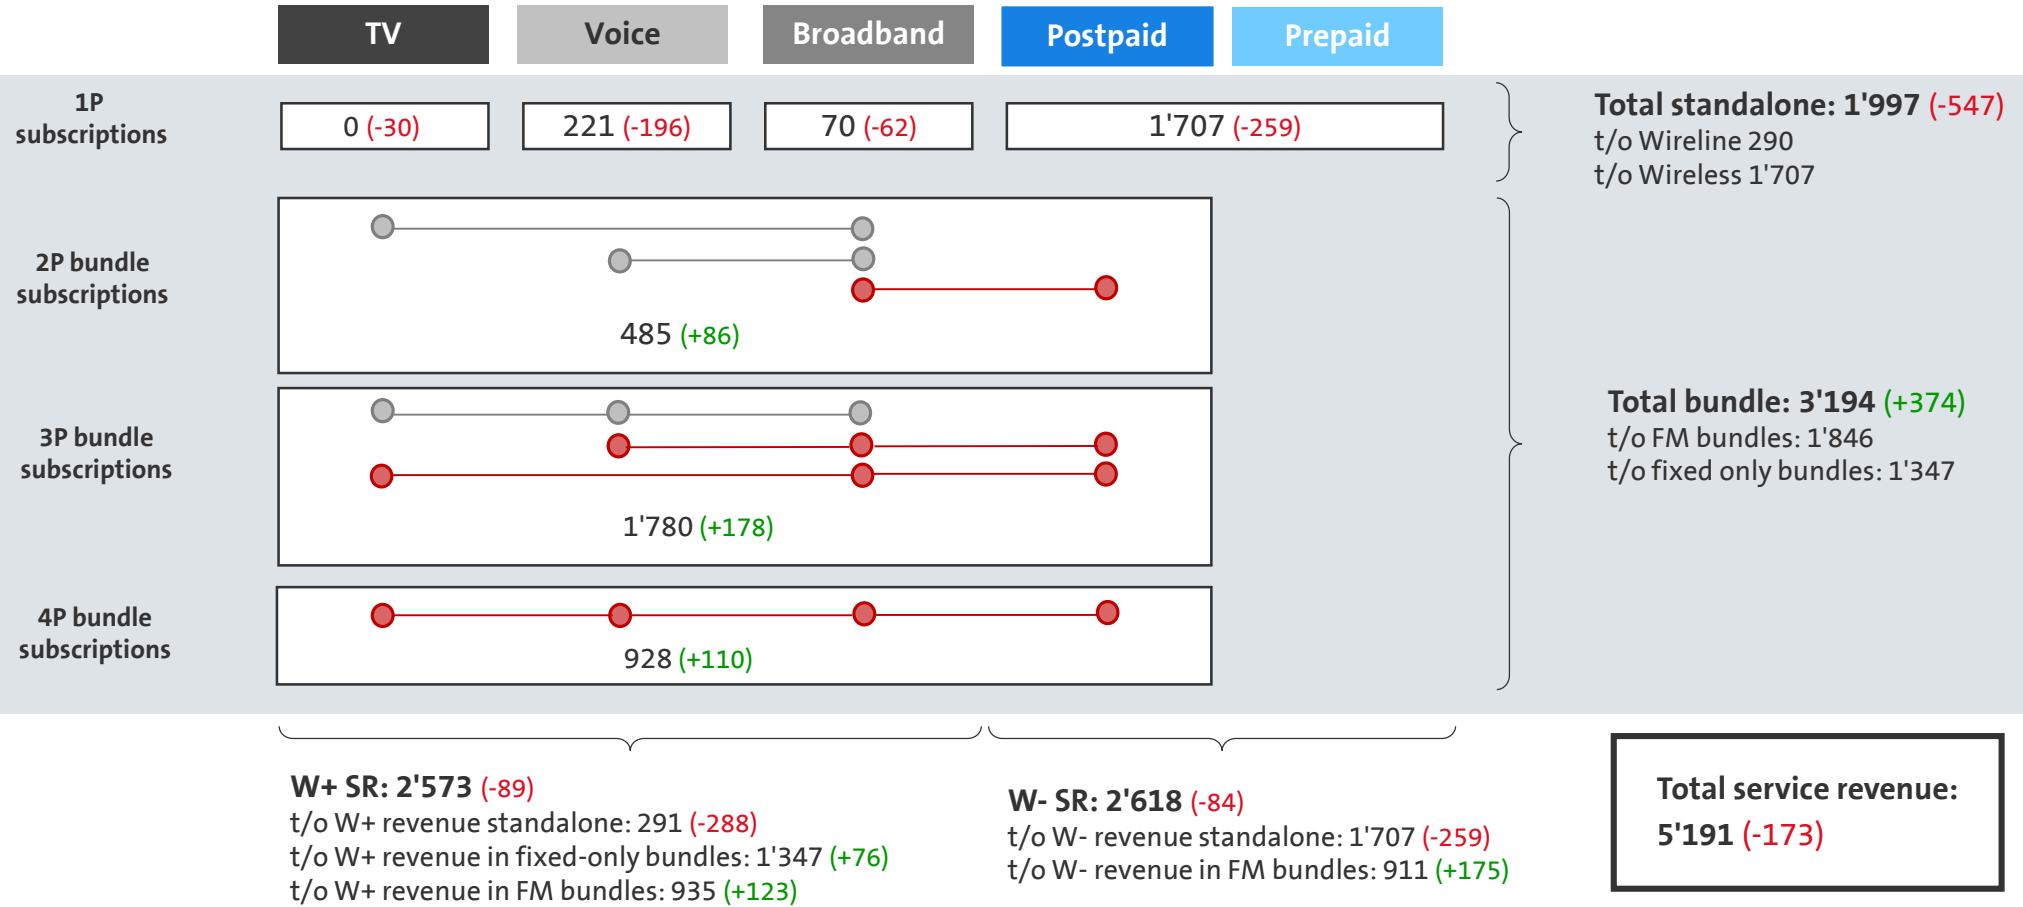 TV
Voice
Broadband
Postpaid
Prepaid
1P
subscriptions
0 (-30)
221 (-196)
70 (-62)
1'707 (-259)
Total standalone: 1'997 (-547)
t/o Wireline 290
t/o Wireless 1'707
2P bundle
subscriptions
485 (+86)
3P bundle
subscriptions
1'780 (+178)
Total bundle: 3'194 (+374)
t/o FM bundles: 1'846
t/o fixed only bundles: 1'347
4P bundle
subscriptions
928 (+110)
W+ SR: 2'573 (-89)
t/o W+ revenue standalone: 291 (-288)
t/o W+ revenue in fixed-only bundles: 1'347 (+76)
t/o W+ revenue in FM bundles: 935 (+123)
W- SR: 2'618 (-84)
t/o W- revenue standalone: 1'707 (-259)
t/o W- revenue in FM bundles: 911 (+175)
Total service revenue:
5'191 (-173)